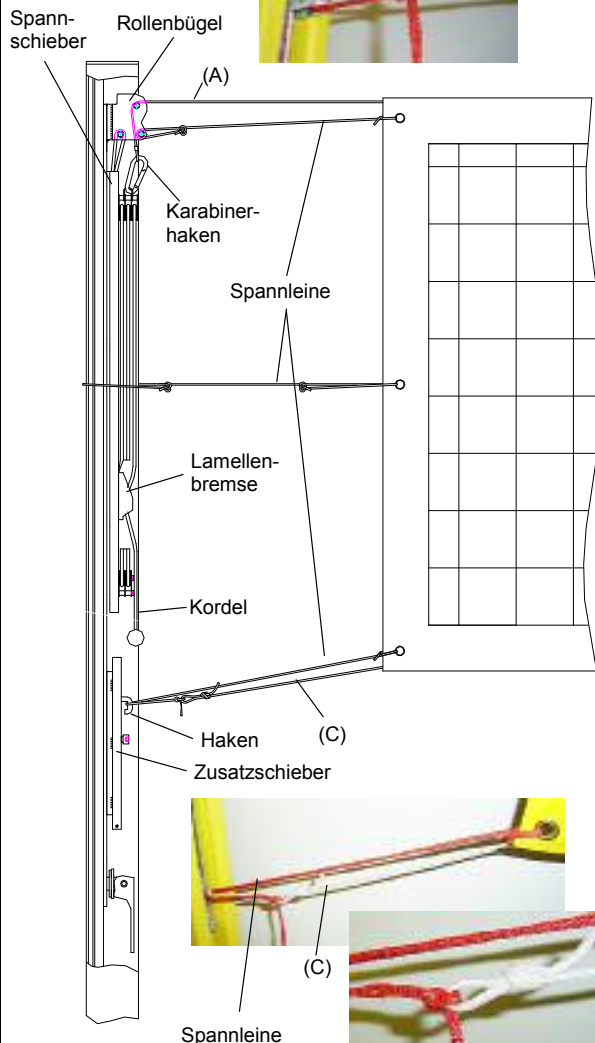 Spann-
schieber
Rollenbügel
(A)
Karabiner-
haken
Spannleine
Lamellen-
bremse
Kordel
(C)
Haken
Zusatzschieber
(C)
Spannleine